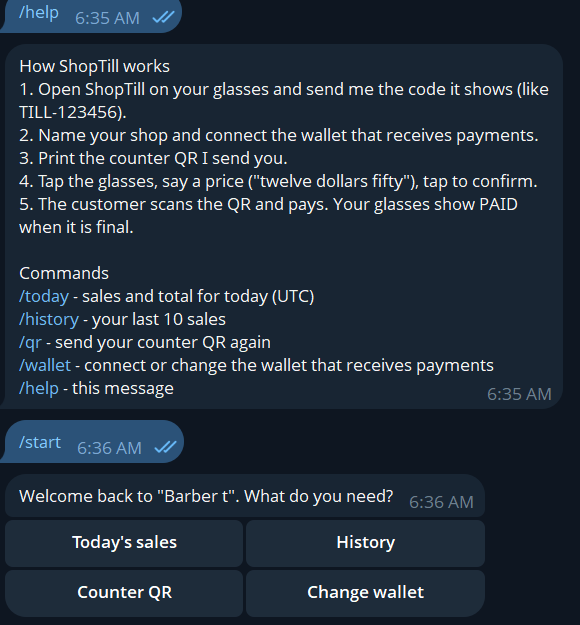 /help 6:35 AM
How ShopTill works
1. Open ShopTill on your glasses and send me the code it shows (like
TILL-123456).
2. Name your shop and connect the wallet that receives payments.
3. Print the counter QR I send you.
4. Tap the glasses, say a price ("twelve dollars fifty"), tap to confirm.
5. The customer scans the QR and pays. Your glasses show PAID
when it is final.
Commands
/today - sales and total for today (UTC)
/history - your last 10 sales
/qr - send your counter QR again
/wallet - connect or change the wallet that receives payments
/help - this message
6:35 AM
/start 6:36 AM
Welcome back to "Barber t". What do you need? 6:36 AM
Today's sales History
Counter QR Change wallet